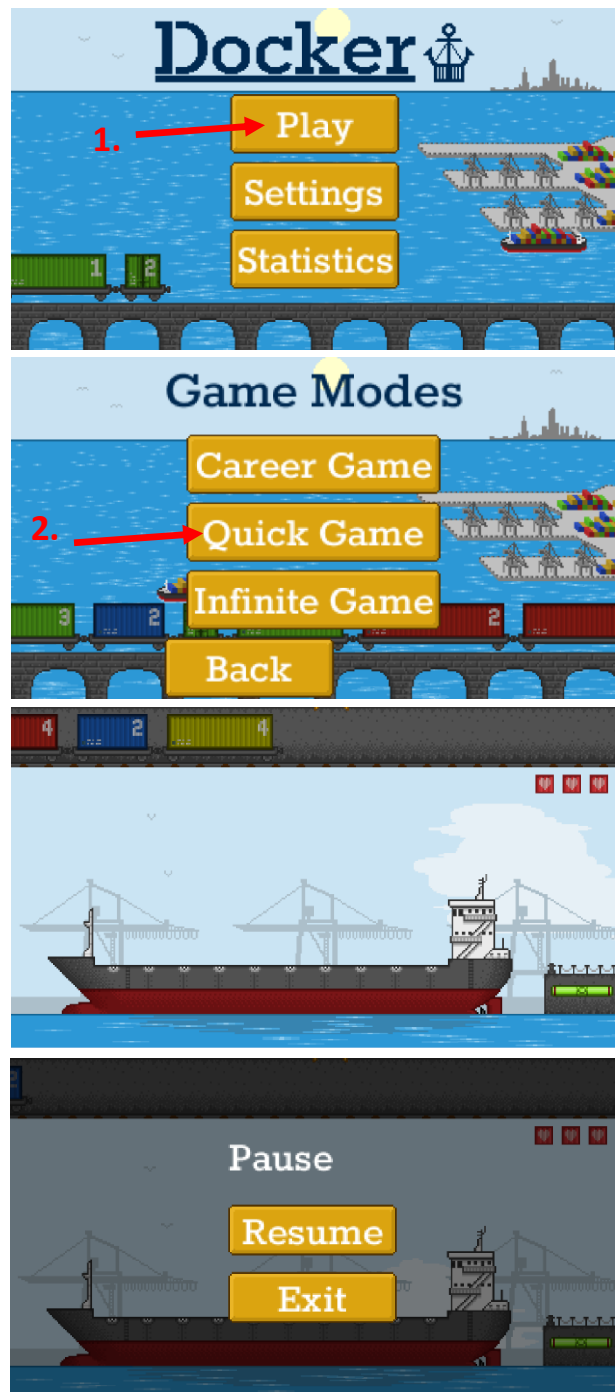 Docker
1.
Play
Settings
Statistics
1 2
Game Modes
Career Game
2.
Quick Game
Infinite Game
3 2 2
Back
4 2 4
Pause
Resume
Exit